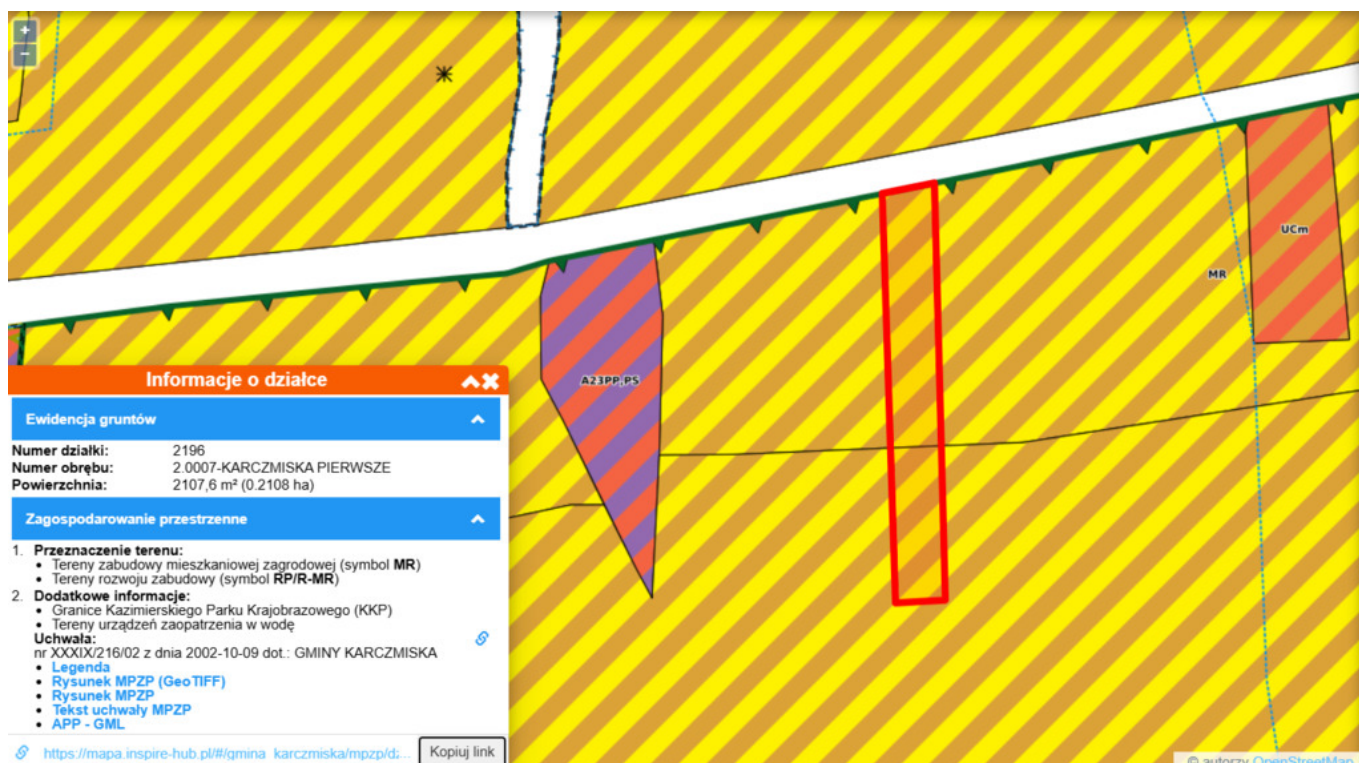 +
−
UCm
MR
A23PP,PS
Informacje o działce
Ewidencja gruntów
Numer działki: 2196
Numer obrębu: 2.0007-KARCZMISKA PIERWSZE
Powierzchnia: 2107,6 m² (0.2108 ha)
Zagospodarowanie przestrzenne
1. Przeznaczenie terenu:
• Tereny zabudowy mieszkaniowej zagrodowej (symbol MR)
• Tereny rozwoju zabudowy (symbol RP/R-MR)
2. Dodatkowe informacje:
• Granice Kazimierskiego Parku Krajobrazowego (KKP)
• Tereny urządzeń zaopatrzenia w wodę
Uchwała:
nr XXXIX/216/02 z dnia 2002-10-09 dot.: GMINY KARCZMISKA
• Legenda
• Rysunek MPZP (GeoTIFF)
• Rysunek MPZP
• Tekst uchwały MPZP
• APP - GML
https://mapa.inspire-hub.pl/#/gmina_karczmiska/mpzp/dz... Kopiuj link
© autorzy OpenStreetMap